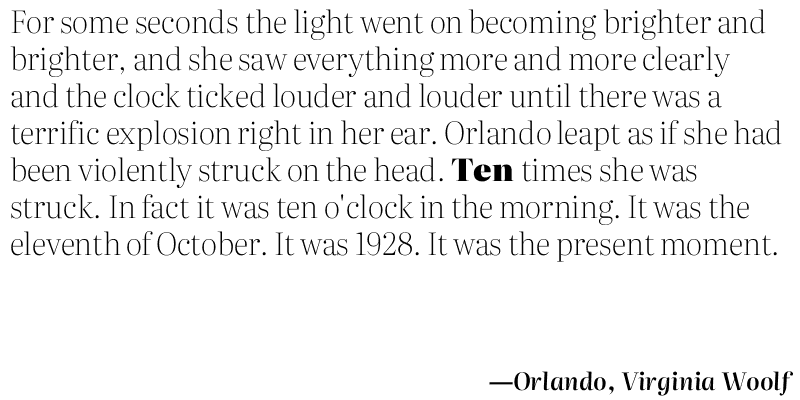 For some seconds the light went on becoming brighter and
brighter, and she saw everything more and more clearly
and the clock ticked louder and louder until there was a
terrific explosion right in her ear. Orlando leapt as if she had
been violently struck on the head. Ten times she was
struck. In fact it was ten o'clock in the morning. It was the
eleventh of October. It was 1928. It was the present moment.
—Orlando, Virginia Woolf